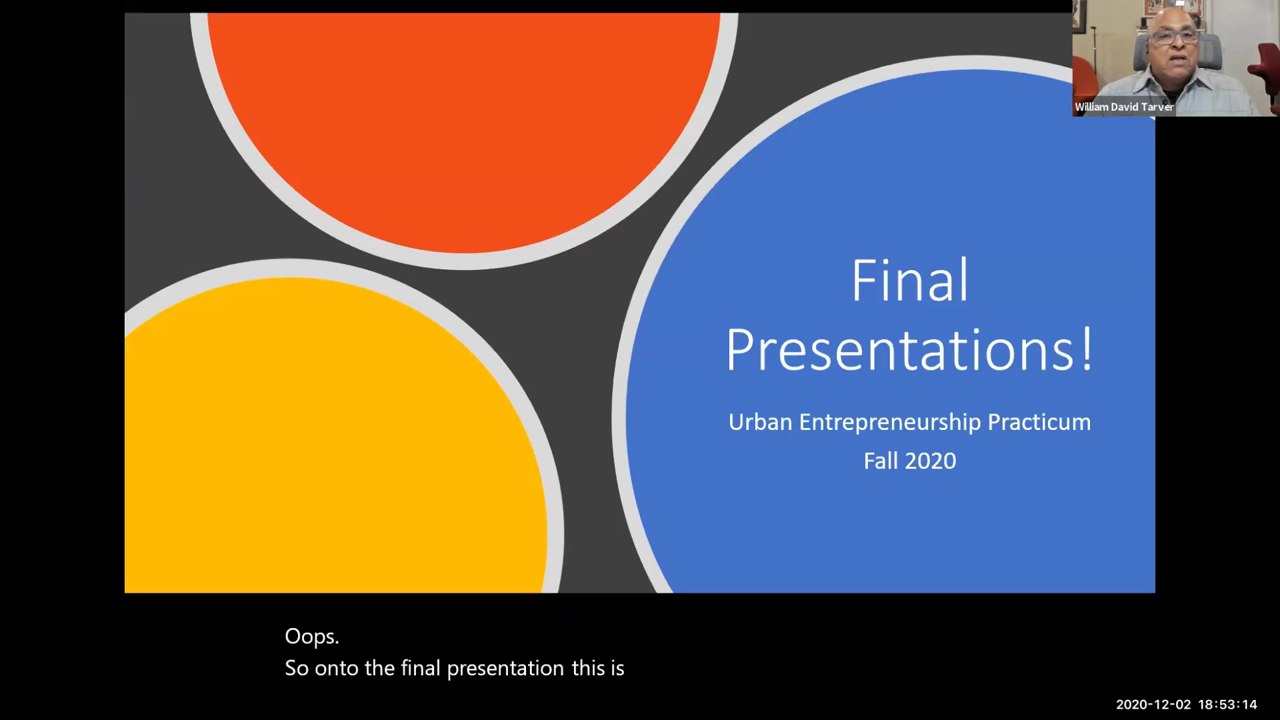 William David Tarver
Final
Presentations!
Urban Entrepreneurship Practicum
Fall 2020
Oops.
So onto the final presentation this is
2020-12-02 18:53:14